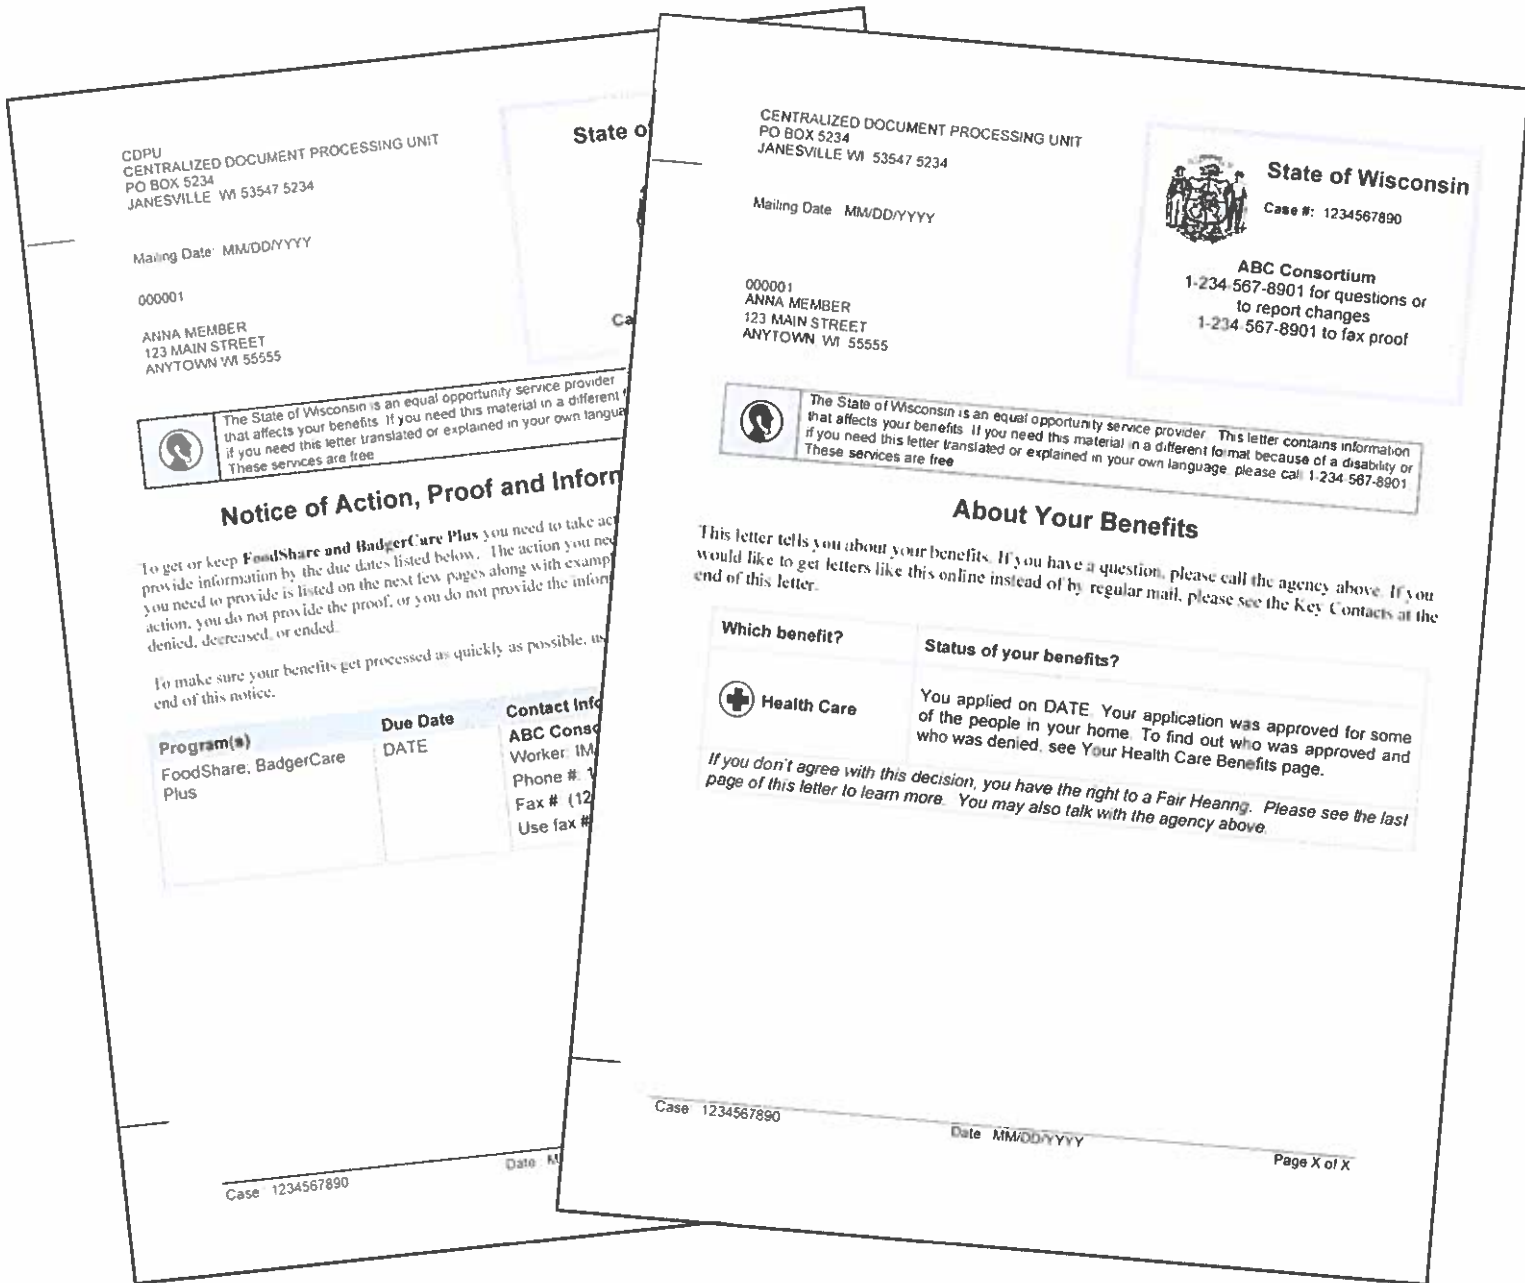 CDPU
CENTRALIZED DOCUMENT PROCESSING UNIT
PO BOX 5234
JANESVILLE WI 53547 5234
Mailing Date: MM/DD/YYYY
000001
ANNA MEMBER
123 MAIN STREET
ANYTOWN WI 55555
State o
Ca
The State of Wisconsin is an equal opportunity service provider
that affects your benefits If you need this material in a different
if you need this letter translated or explained in your own langua
These services are free
Notice of Action, Proof and Inforn
To get or keep FoodShare and BadgerCare Plus you need to take ac
provide information by the due dates listed below. The action you nee
you need to provide is listed on the next few pages along with examp
action, you do not provide the proof, or you do not provide the inforn
denied, decreased, or ended.
To make sure your benefits get processed as quickly as possible, us
end of this notice.
Program(s)
Due Date
Contact Info
FoodShare, BadgerCare
Plus
DATE
ABC Conso
Worker: IM
Phone #: 1
Fax # (12
Use fax #
Case 1234567890
Date M
CENTRALIZED DOCUMENT PROCESSING UNIT
PO BOX 5234
JANESVILLE WI 53547 5234
Mailing Date MM/DD/YYYY
000001
ANNA MEMBER
123 MAIN STREET
ANYTOWN WI 55555
State of Wisconsin
Case #: 1234567890
ABC Consortium
1-234-567-8901 for questions or
to report changes
1-234-567-8901 to fax proof
The State of Wisconsin is an equal opportunity service provider. This letter contains information
that affects your benefits If you need this material in a different format because of a disability or
if you need this letter translated or explained in your own language, please call 1-234-567-8901
These services are free
About Your Benefits
This letter tells you about your benefits. If you have a question, please call the agency above. If you
would like to get letters like this online instead of by regular mail, please see the Key Contacts at the
end of this letter.
Which benefit?
Status of your benefits?
Health Care
You applied on DATE. Your application was approved for some
of the people in your home. To find out who was approved and
who was denied, see Your Health Care Benefits page.
If you don't agree with this decision, you have the right to a Fair Hearing. Please see the last
page of this letter to learn more. You may also talk with the agency above.
Case 1234567890
Date MM/DD/YYYY
Page X of X